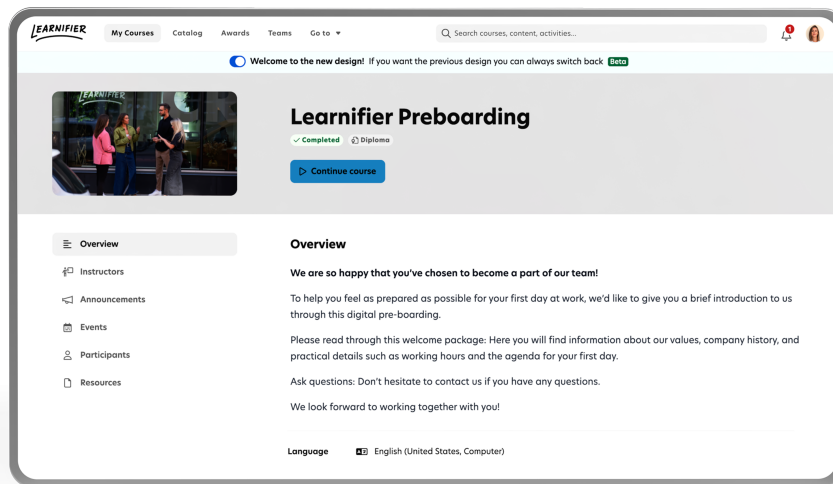 LEARNIFIER
My Courses
Catalog
Awards
Teams
Go to
Search courses, content, activities...
1
Welcome to the new design! If you want the previous design you can always switch back Beta
LEARNIFIER
Learnifier Preboarding
Completed
Diploma
Continue course
Overview
Instructors
Announcements
Events
Participants
Resources
Overview
We are so happy that you've chosen to become a part of our team!
To help you feel as prepared as possible for your first day at work, we'd like to give you a brief introduction to us
through this digital pre-boarding.
Please read through this welcome package: Here you will find information about our values, company history, and
practical details such as working hours and the agenda for your first day.
Ask questions: Don't hesitate to contact us if you have any questions.
We look forward to working together with you!
Language
English (United States, Computer)